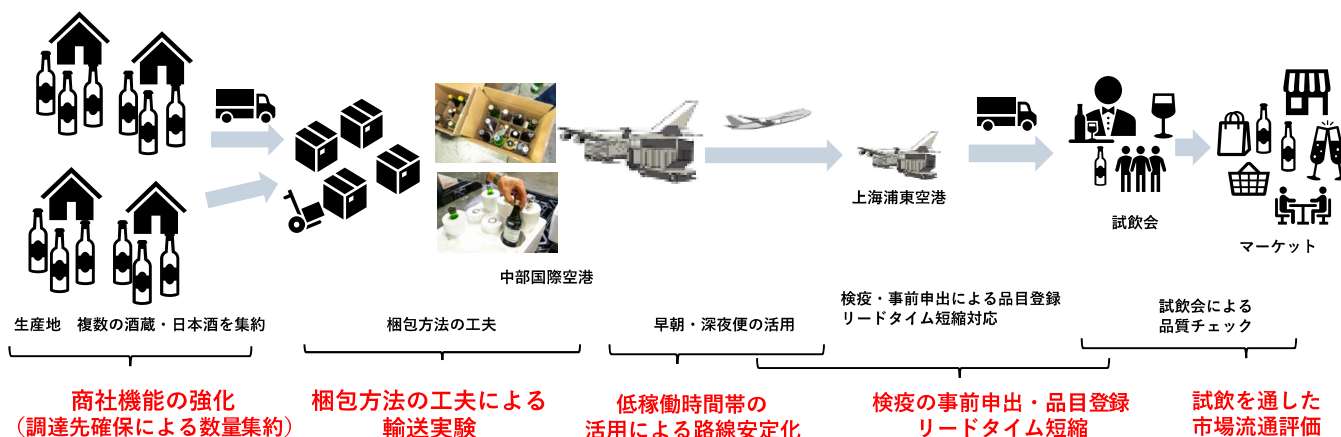 上海浦東空港
試飲会
マーケット
中部国際空港
生産地　複数の酒蔵・日本酒を集約
梱包方法の工夫
早朝・深夜便の活用
検疫・事前申出による品目登録
リードタイム短縮対応
試飲会による
品質チェック
商社機能の強化
（調達先確保による数量集約）
梱包方法の工夫による
輸送実験
低稼働時間帯の
活用による路線安定化
検疫の事前申出・品目登録
リードタイム短縮
試飲を通した
市場流通評価